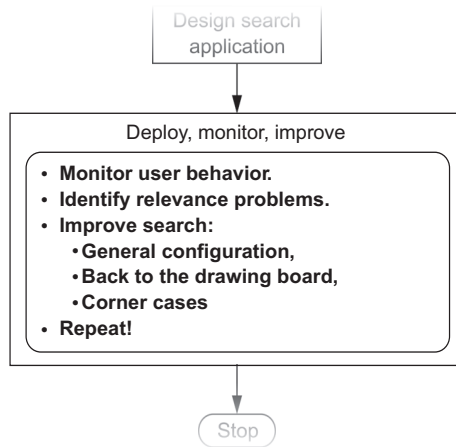 Design search
application
Deploy, monitor, improve
• Monitor user behavior.
• Identify relevance problems.
• Improve search:
• General configuration,
• Back to the drawing board,
• Corner cases
• Repeat!
Stop